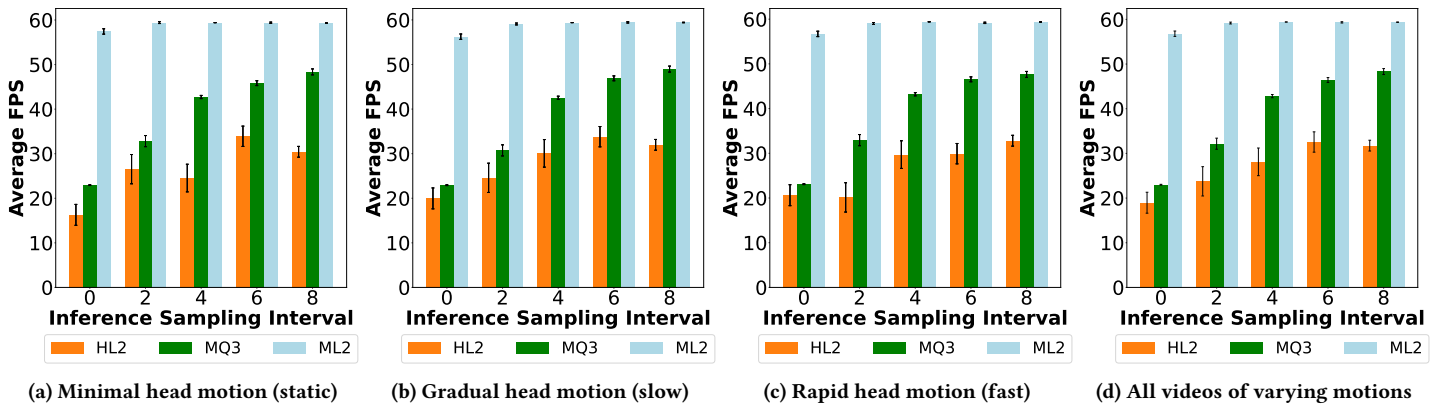 60
50
40
30
20
10
0
Average FPS
0 2 4 6 8
Inference Sampling Interval
HL2 MQ3 ML2
(a) Minimal head motion (static)
60
50
40
30
20
10
0
Average FPS
0 2 4 6 8
Inference Sampling Interval
HL2 MQ3 ML2
(b) Gradual head motion (slow)
60
50
40
30
20
10
0
Average FPS
0 2 4 6 8
Inference Sampling Interval
HL2 MQ3 ML2
(c) Rapid head motion (fast)
60
50
40
30
20
10
0
Average FPS
0 2 4 6 8
Inference Sampling Interval
HL2 MQ3 ML2
(d) All videos of varying motions